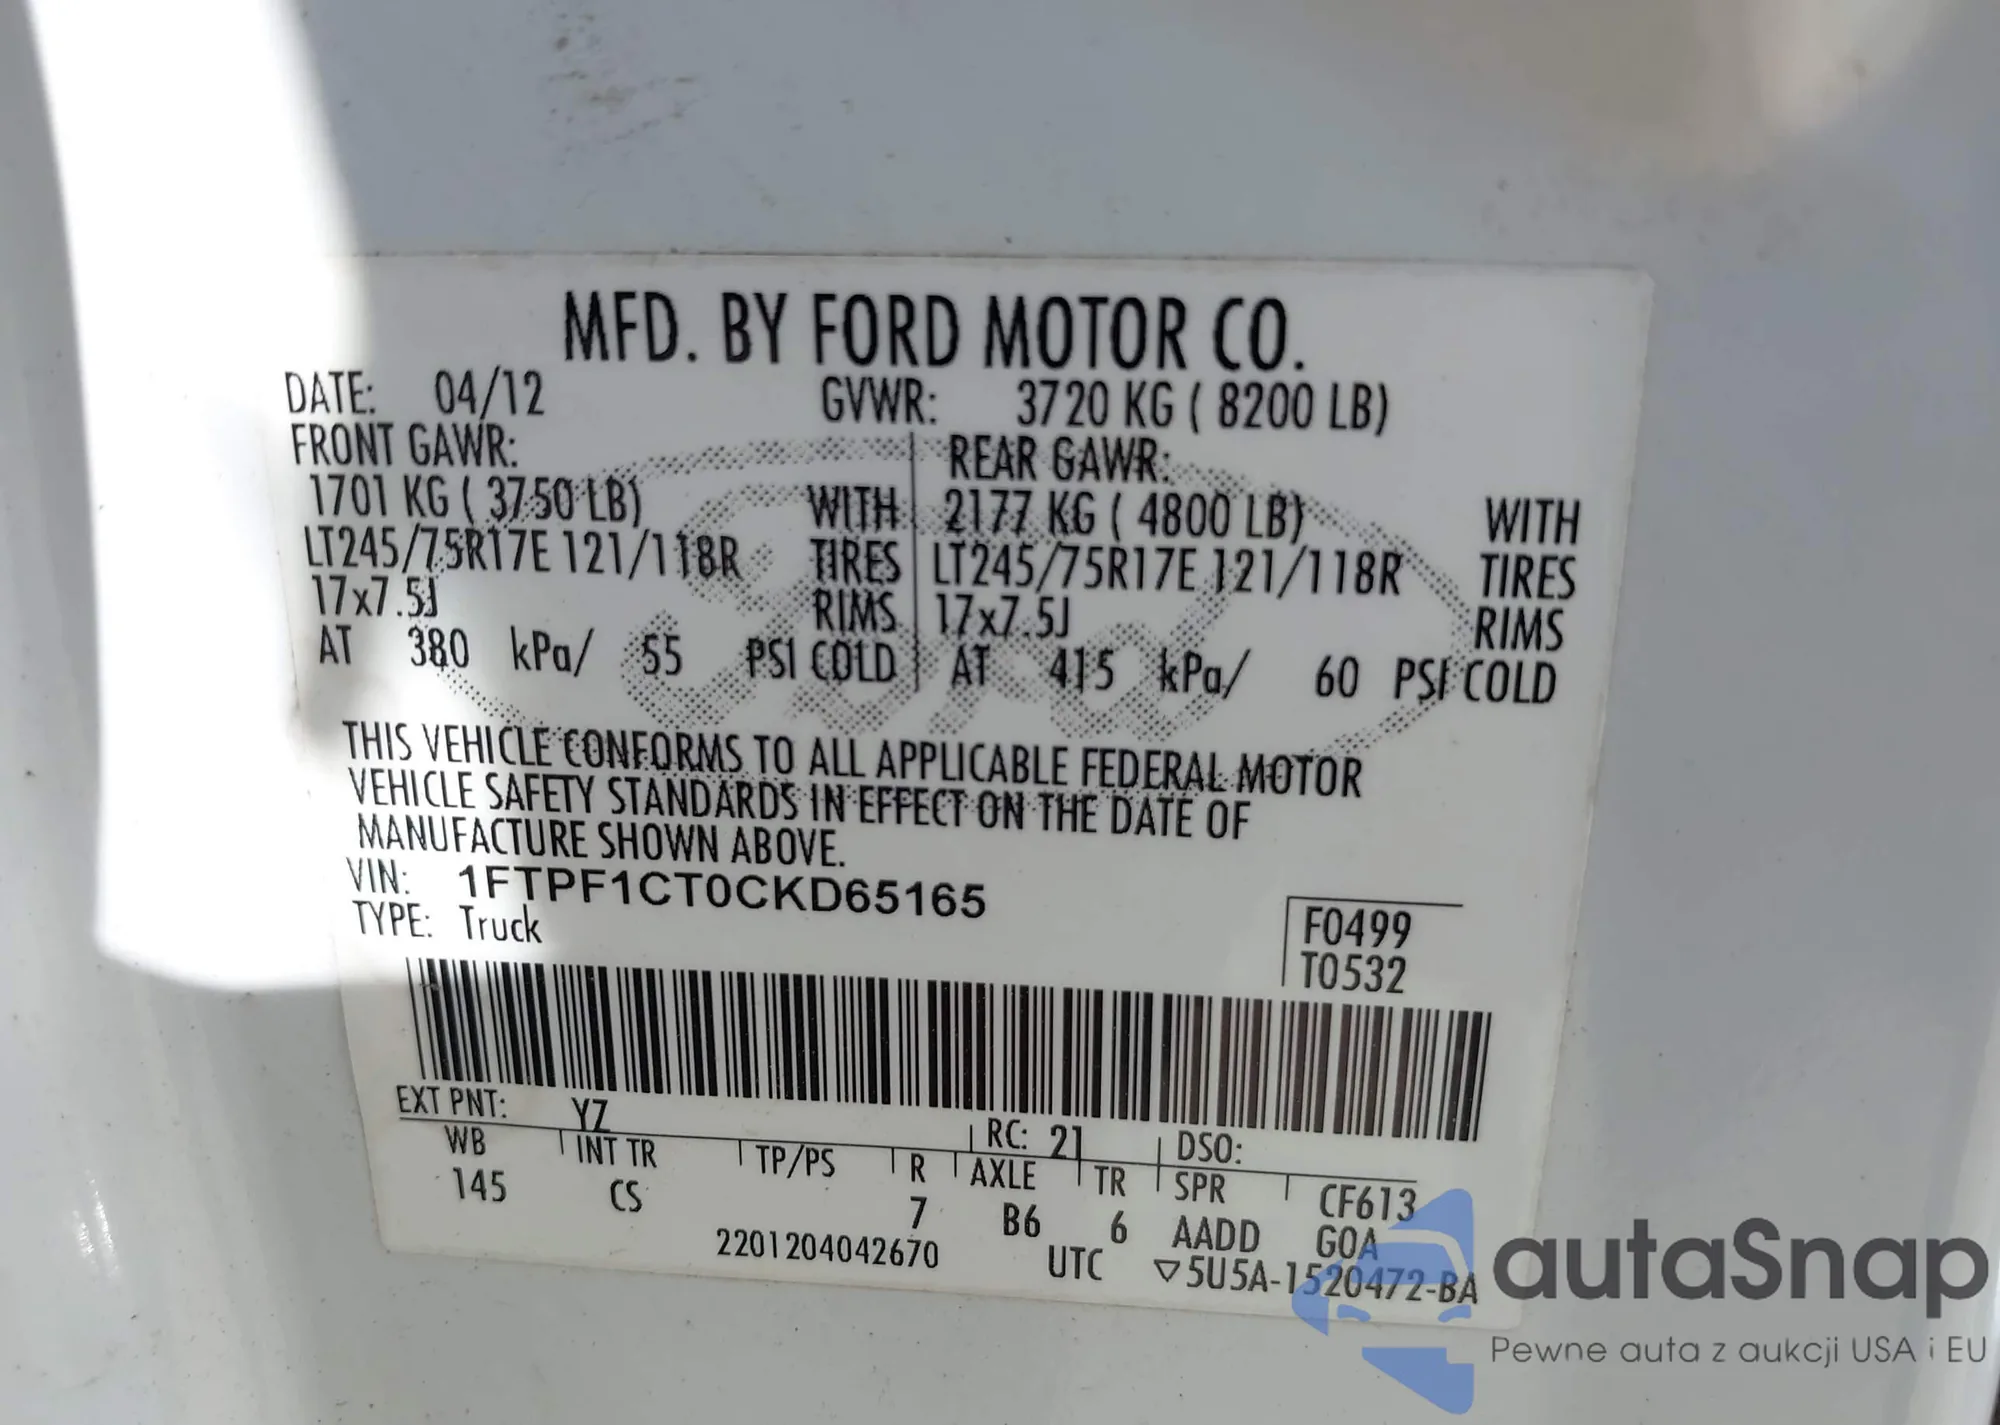 MFD. BY FORD MOTOR CO.
DATE: 04/12 GVWR: 3720 KG ( 8200 LB)
FRONT GAWR: REAR GAWR:
1701 KG ( 3750 LB) WITH 2177 KG ( 4800 LB) WITH
LT245/75R17E 121/118R TIRES LT245/75R17E 121/118R TIRES
17x7.5J RIMS 17x7.5J RIMS
AT 380 kPa/ 55 PSI COLD AT 415 kPa/ 60 PSI COLD
THIS VEHICLE CONFORMS TO ALL APPLICABLE FEDERAL MOTOR
VEHICLE SAFETY STANDARDS IN EFFECT ON THE DATE OF
MANUFACTURE SHOWN ABOVE.
VIN: 1FTPF1CT0CKD65165
TYPE: Truck
F0499
T0532
EXT PNT: YZ RC: 21 DSO:
WB INT TR TP/PS R AXLE TR SPR CF613
145 CS 7 B6 6 AADD GOA
2201204042670 UTC ▽5U5A-1520472-BA
Ford
autaSnap
Pewne auta z aukcji USA i EU